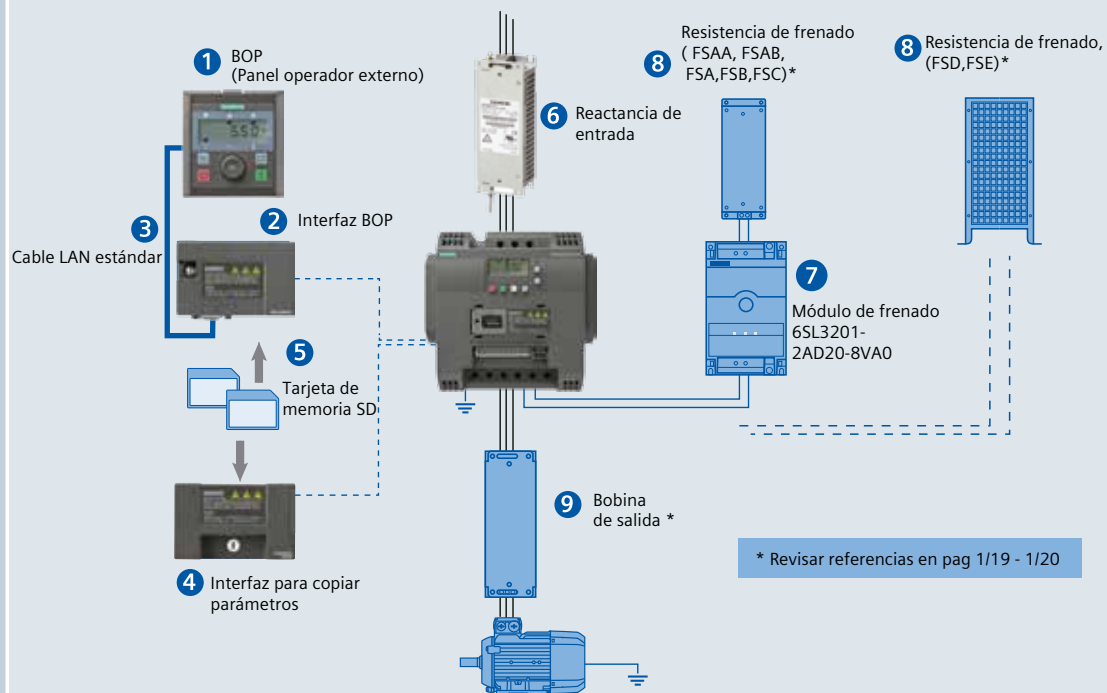 1 BOP
(Panel operador externo)
2 Interfaz BOP
3
Cable LAN estándar
5
Tarjeta de
memoria SD
4 Interfaz para copiar
parámetros
6 Reactancia de
entrada
Resistencia de frenado
8 ( FSAA, FSAB,
FSA,FSB,FSC)*
8 Resistencia de frenado,
(FSD,FSE)*
7
Módulo de frenado
6SL3201-
2AD20-8VA0
9 Bobina
de salida *
* Revisar referencias en pag 1/19 - 1/20